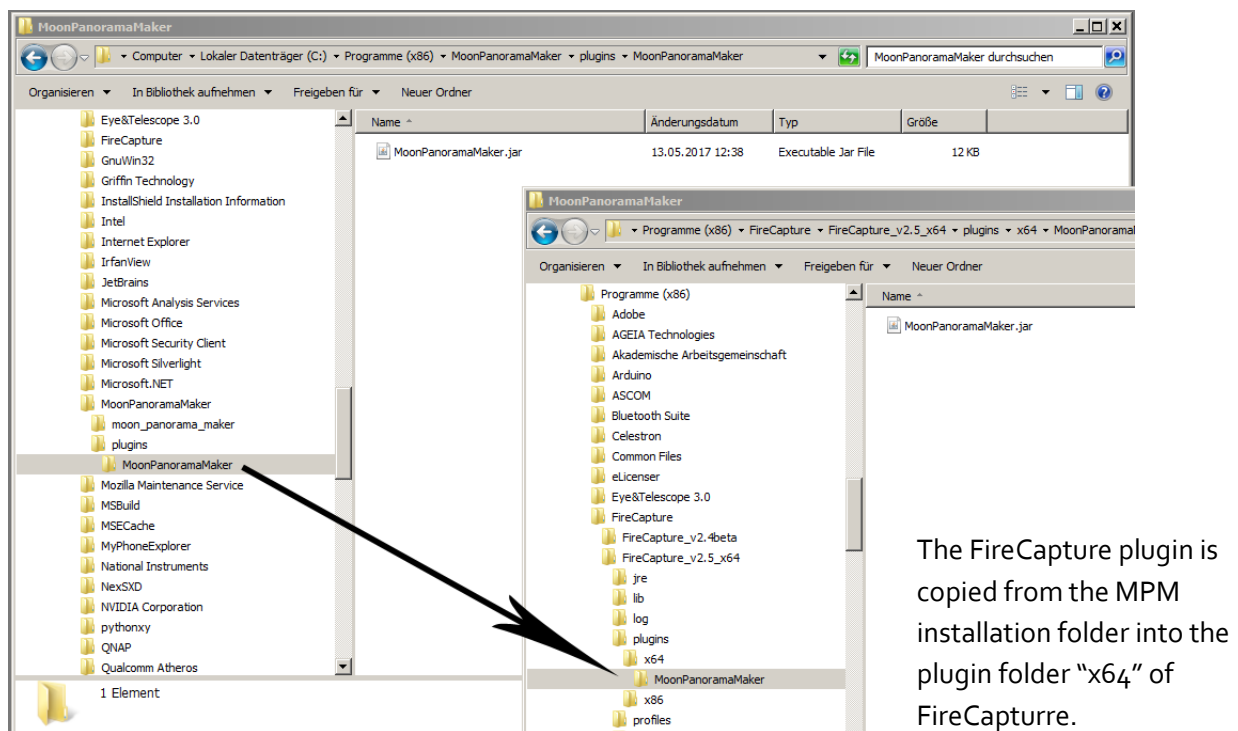 MoonPanoramaMaker
Computer Lokaler Datenträger (C:) Programme (x86) MoonPanoramaMaker plugins MoonPanoramaMaker
MoonPanoramaMaker durchsuchen
Organisieren In Bibliothek aufnehmen Freigeben für Neuer Ordner
Eye&Telescope 3.0
FireCapture
GnuWin32
Griffin Technology
InstallShield Installation Information
Intel
Internet Explorer
IrfanView
JetBrains
Microsoft Analysis Services
Microsoft Office
Microsoft Security Client
Microsoft Silverlight
Microsoft.NET
MoonPanoramaMaker
moon_panorama_maker
plugins
MoonPanoramaMaker
Mozilla Maintenance Service
MSBuild
MSECache
MyPhoneExplorer
National Instruments
NexSXD
NVIDIA Corporation
pythonxy
QNAP
Qualcomm Atheros
1 Element
Name Änderungsdatum Typ Größe
MoonPanoramaMaker.jar 13.05.2017 12:38 Executable Jar File 12 KB
MoonPanoramaMaker
Programme (x86) FireCapture FireCapture_v2.5_x64 plugins x64 MoonPanoramal
Organisieren In Bibliothek aufnehmen Freigeben für Neuer Ordner
Programme (x86)
Adobe
AGEIA Technologies
Akademische Arbeitsgemeinschaft
Arduino
ASCOM
Bluetooth Suite
Celestron
Common Files
eLicenser
Eye&Telescope 3.0
FireCapture
FireCapture_v2.4beta
FireCapture_v2.5_x64
jre
lib
log
plugins
x64
MoonPanoramaMaker
x86
profiles
Name
MoonPanoramaMaker.jar
The FireCapture plugin is
copied from the MPM
installation folder into the
plugin folder “x64” of
FireCapturre.